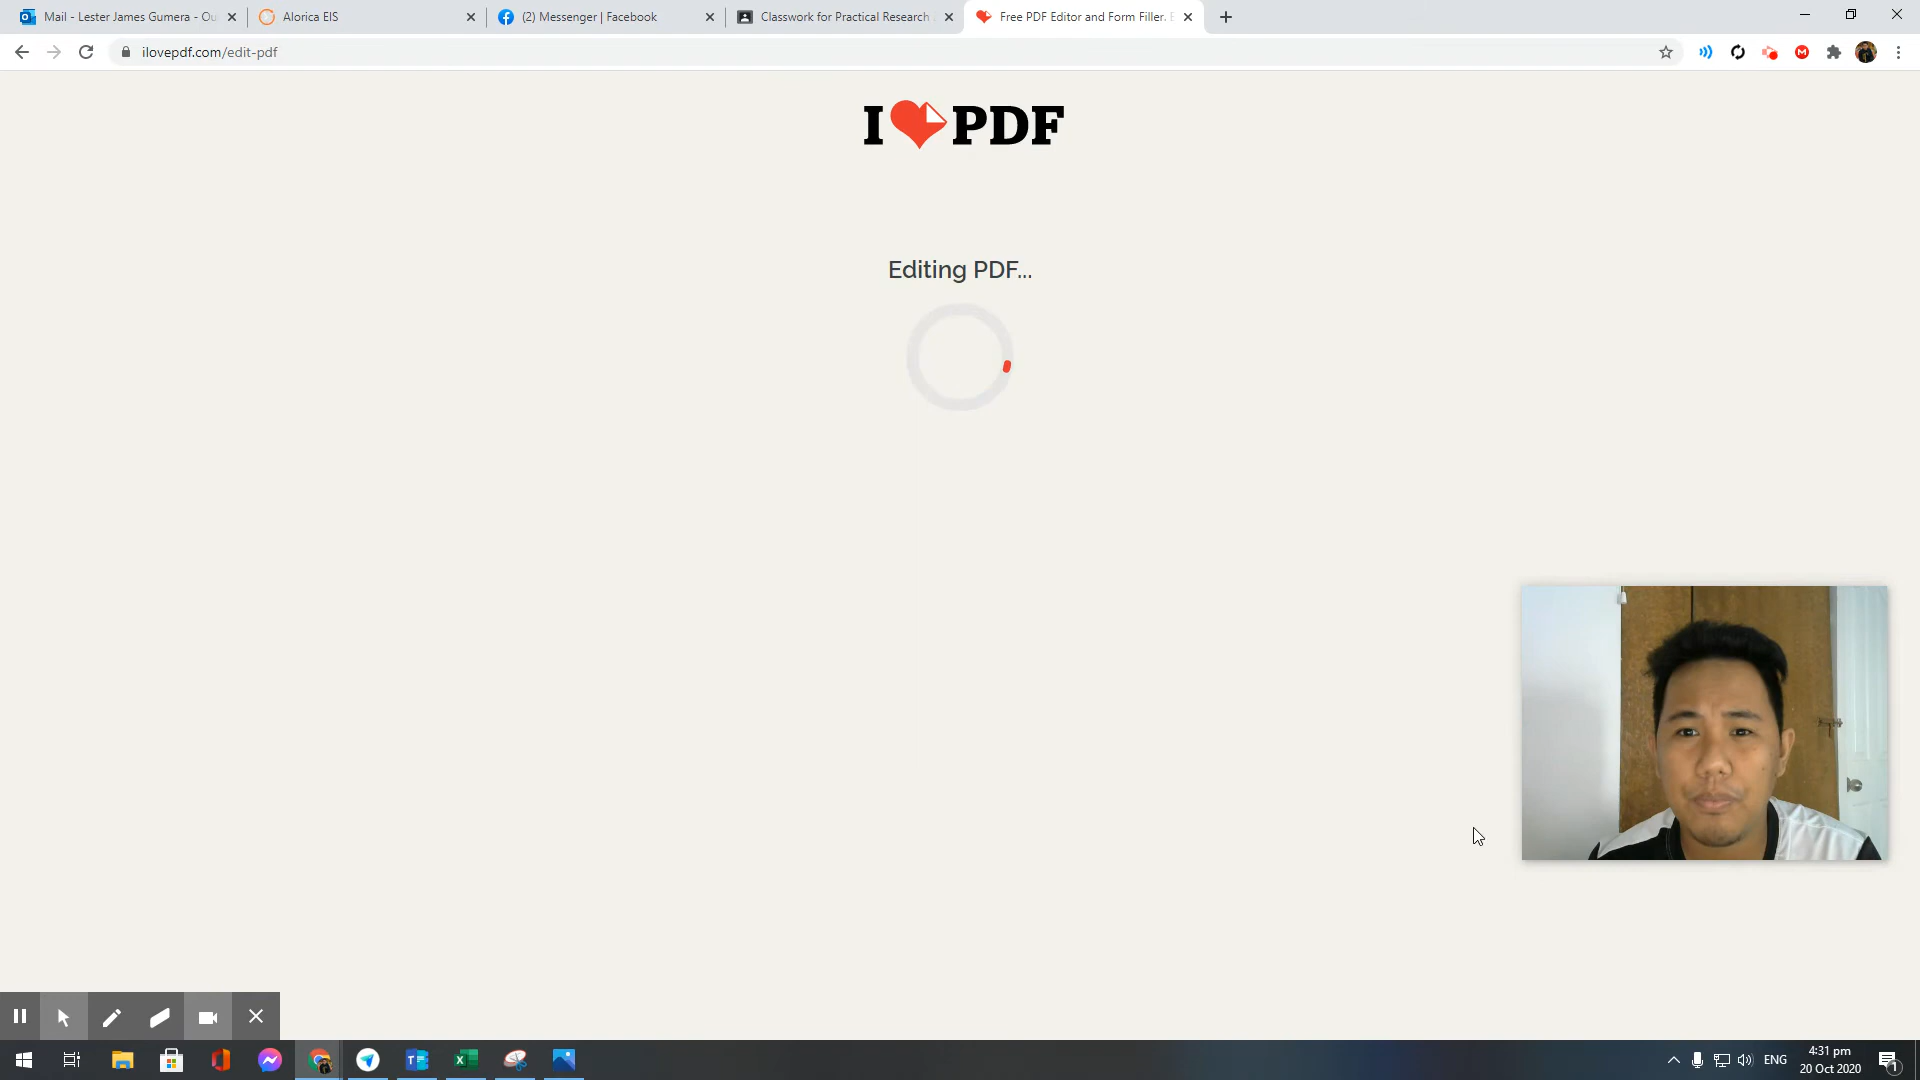 Mail - Lester James Gumera - Ou
Alorica EIS
(2) Messenger | Facebook
Classwork for Practical Research
Free PDF Editor and Form Filler. E
ilovepdf.com/edit-pdf
I PDF
Editing PDF...
ENG
4:31 pm
20 Oct 2020
1